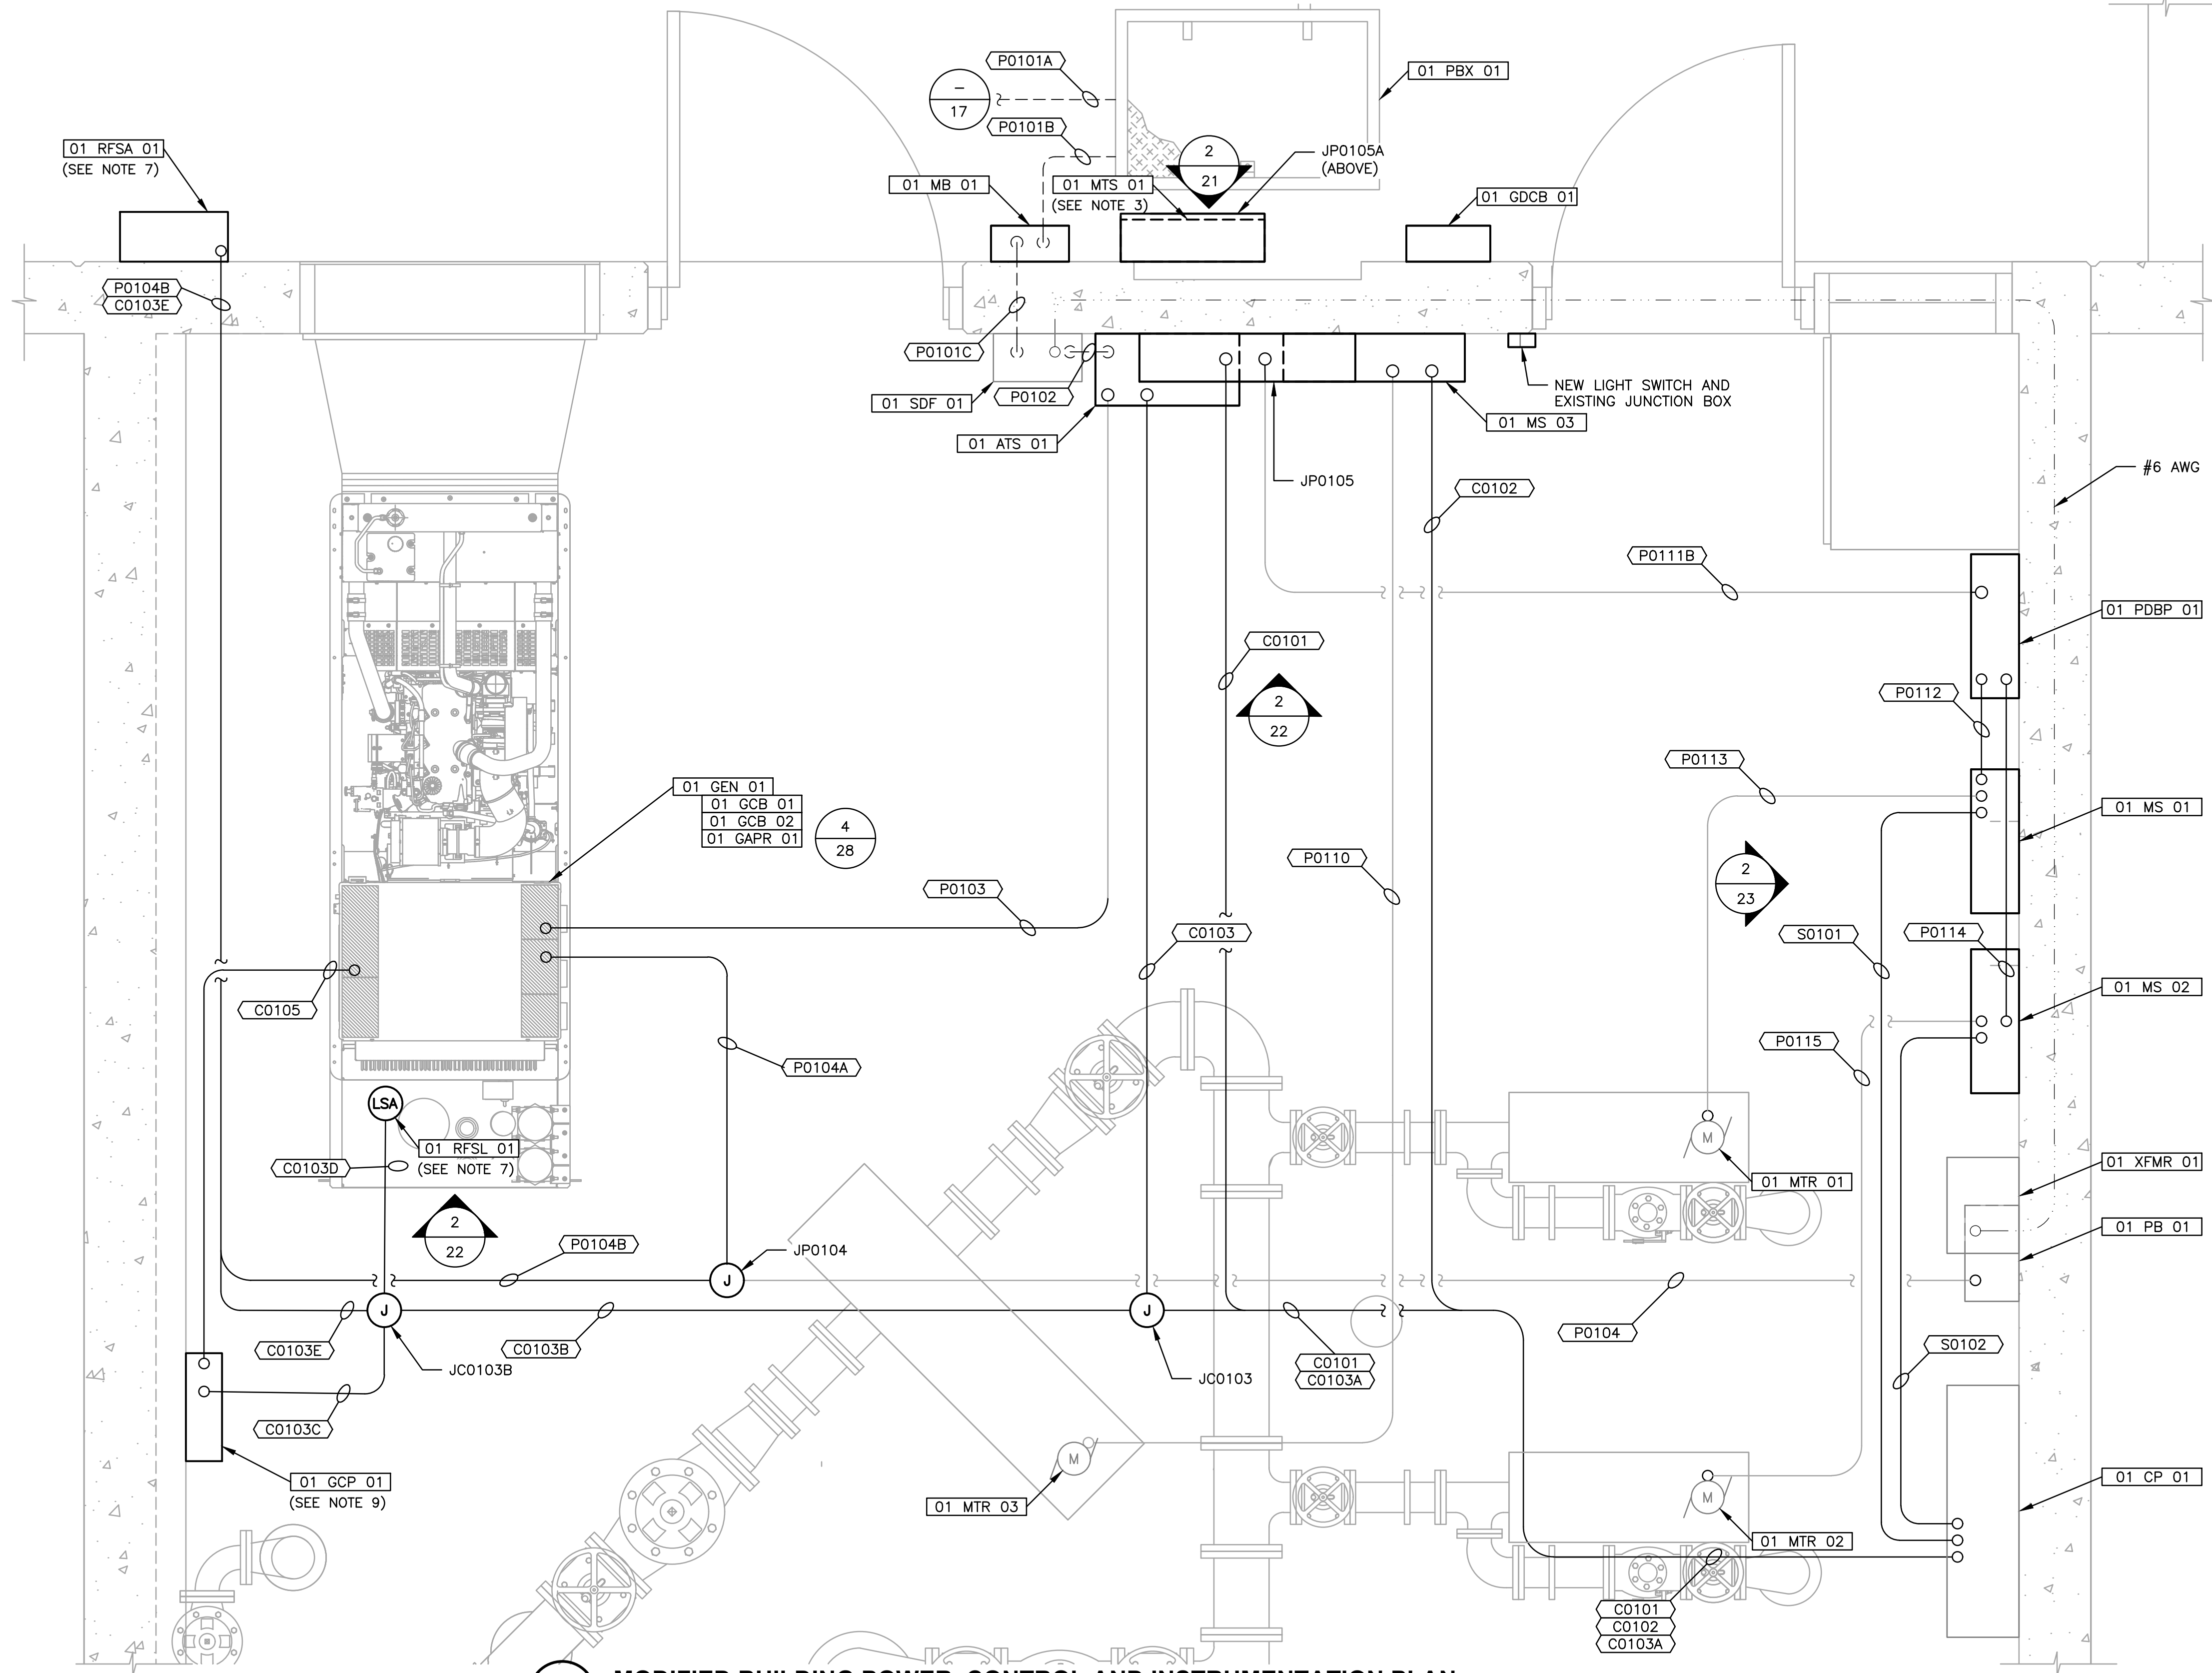 P0101A
01 PBX 01
–
17
P0101B
01 RFSA 01
(SEE NOTE 7)
2
21
JP0105A
(ABOVE)
01 MB 01
01 MTS 01
(SEE NOTE 3)
01 GDCB 01
P0104B
C0103E
P0101C
P0102
01 SDF 01
NEW LIGHT SWITCH AND
EXISTING JUNCTION BOX
01 MS 03
01 ATS 01
#6 AWG
JP0105
C0102
P0111B
01 PDBP 01
C0101
P0112
2
22
P0113
01 GEN 01
01 GCB 01
01 GCB 02
01 GAPR 01
4
28
01 MS 01
P0110
2
23
P0103
C0103
S0101
P0114
01 MS 02
C0105
P0115
P0104A
LSA
01 RFSL 01
(SEE NOTE 7)
C0103D
M
01 MTR 01
01 XFMR 01
2
22
P0104B
JP0104
01 PB 01
J
J
J
P0104
C0103E
C0103B
JC0103B
JC0103
C0101
C0103A
S0102
C0103C
M
01 GCP 01
(SEE NOTE 9)
01 MTR 03
M
01 CP 01
01 MTR 02
C0101
C0102
C0103A
MODIFIED BUILDING POWER, CONTROL AND INSTRUMENTATION PLAN